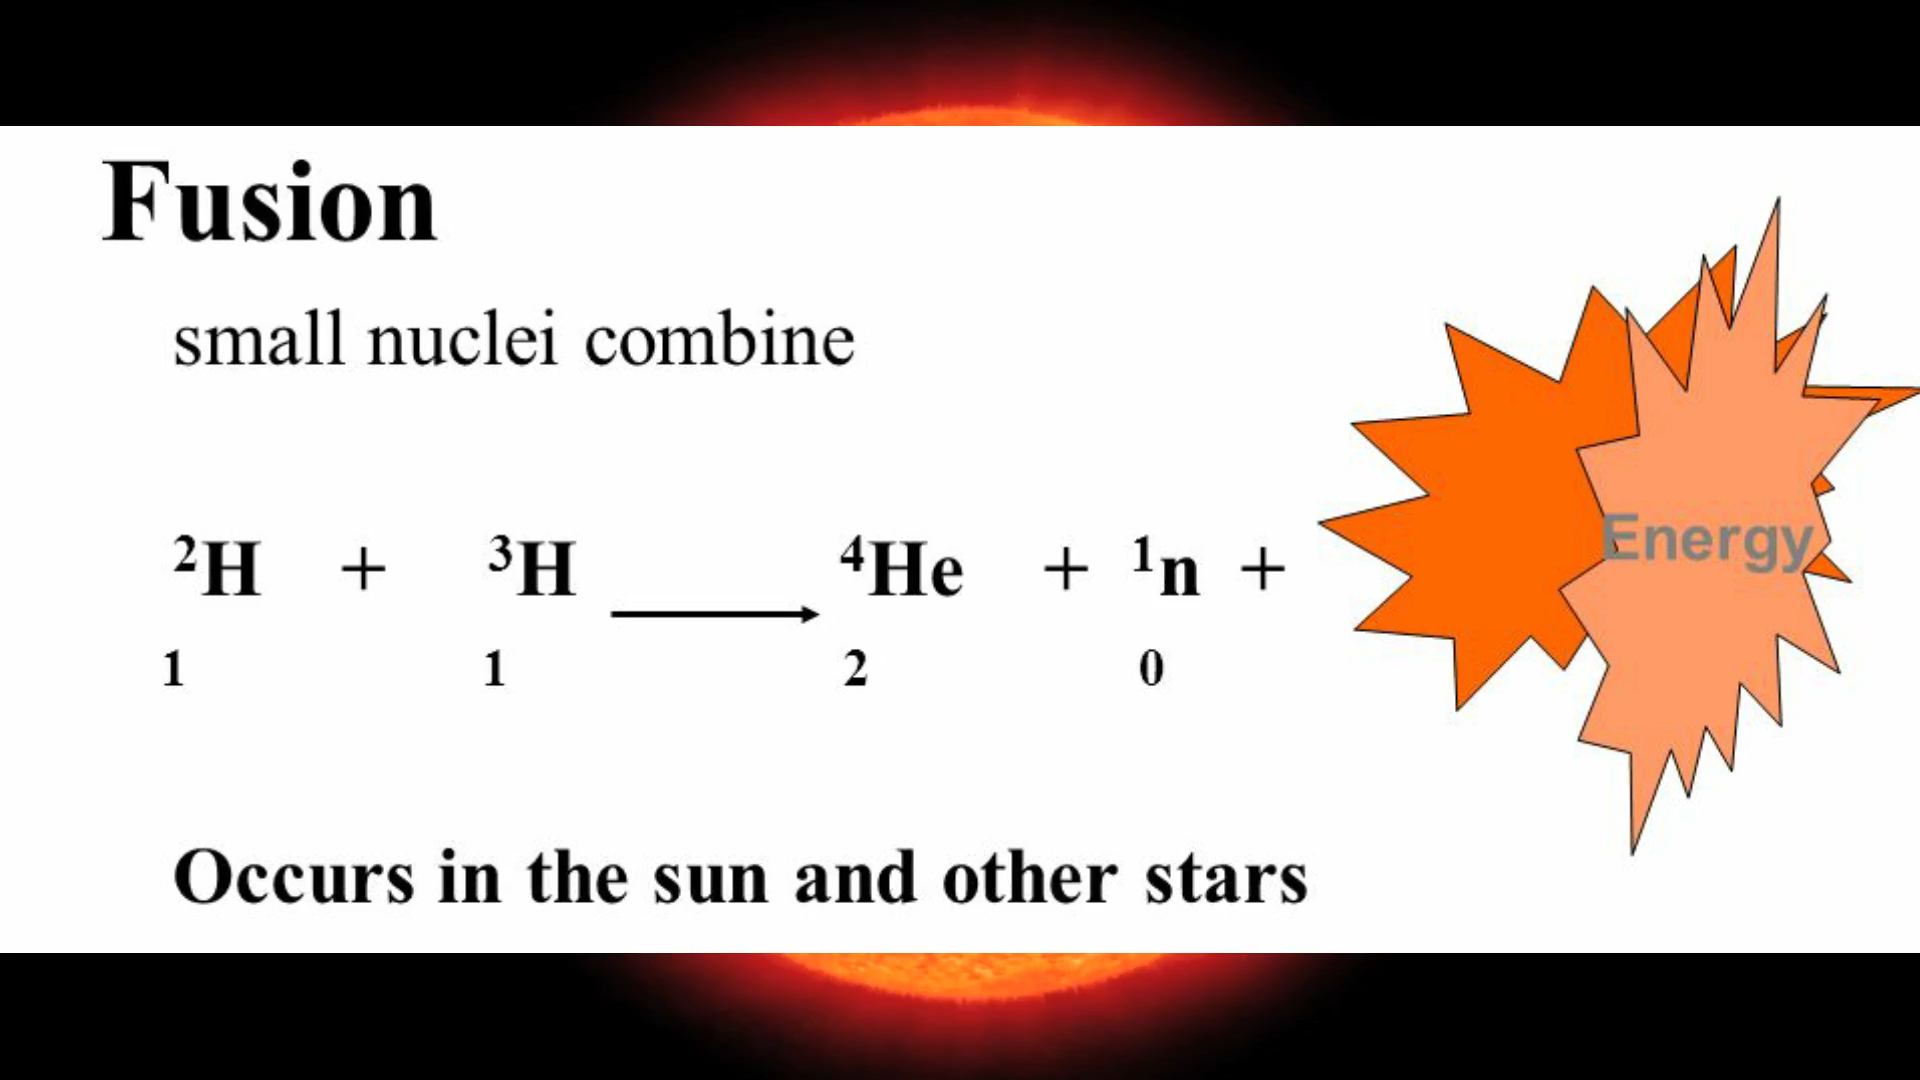 Fusion
small nuclei combine
²H + ³H ⟶ ⁴He + ¹n + Energy
1 1 2 0
Occurs in the sun and other stars